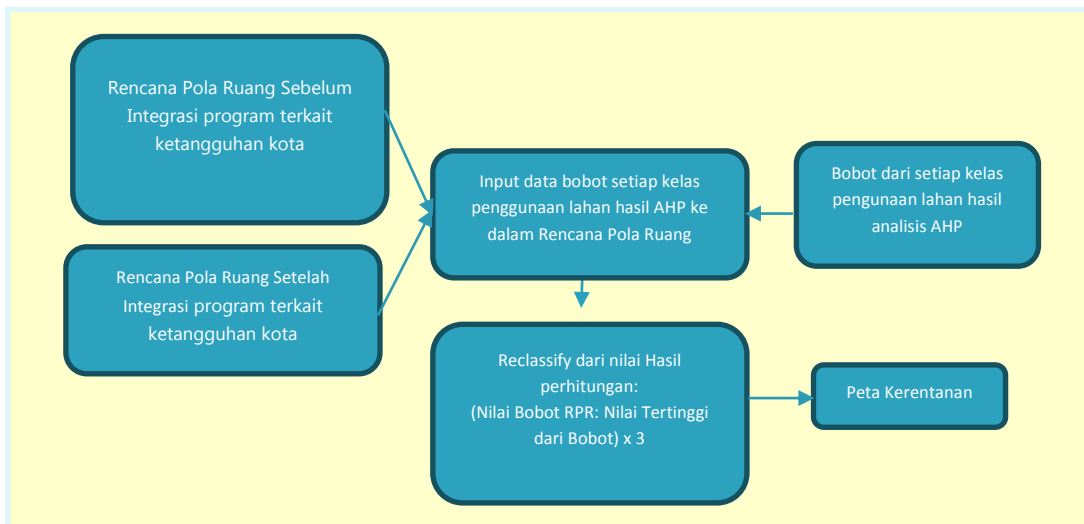 Rencana Pola Ruang Sebelum
Integrasi program terkait
ketangguhan kota
Rencana Pola Ruang Setelah
Integrasi program terkait
ketangguhan kota
Input data bobot setiap kelas
penggunaan lahan hasil AHP ke
dalam Rencana Pola Ruang
Bobot dari setiap kelas
pengunaan lahan hasil
analisis AHP
Reclassify dari nilai Hasil
perhitungan:
(Nilai Bobot RPR: Nilai Tertinggi
dari Bobot) x 3
Peta Kerentanan